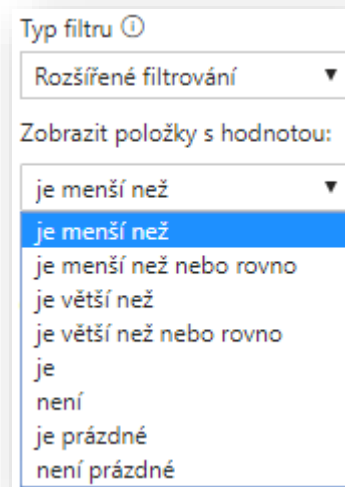 Typ filtru ⓘ
Rozšířené filtrování ▼
Zobrazit položky s hodnotou:
je menší než ▼
je menší než
je menší než nebo rovno
je větší než
je větší než nebo rovno
je
není
je prázdné
není prázdné